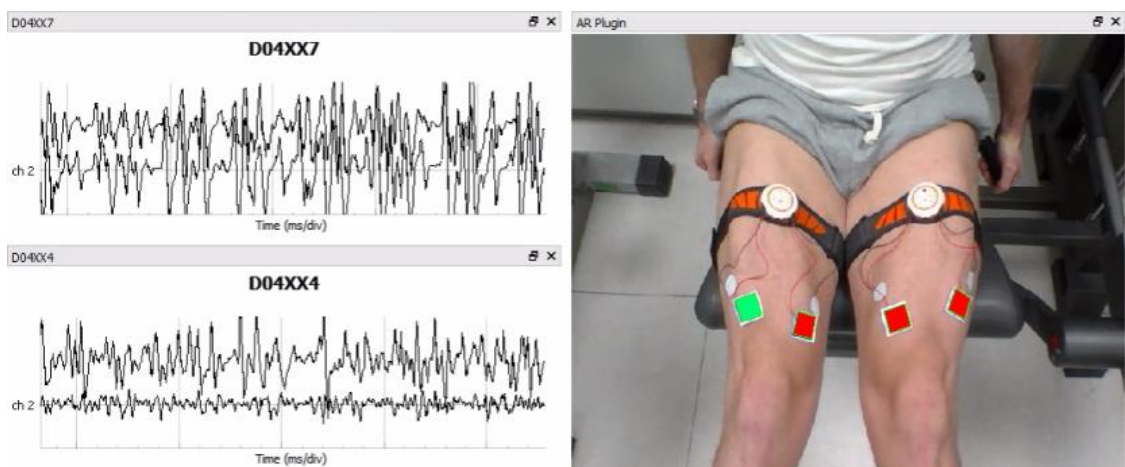 D04XX7
D04XX7
ch 2
Time (ms/div)
D04XX4
D04XX4
ch 2
Time (ms/div)
AR Plugin